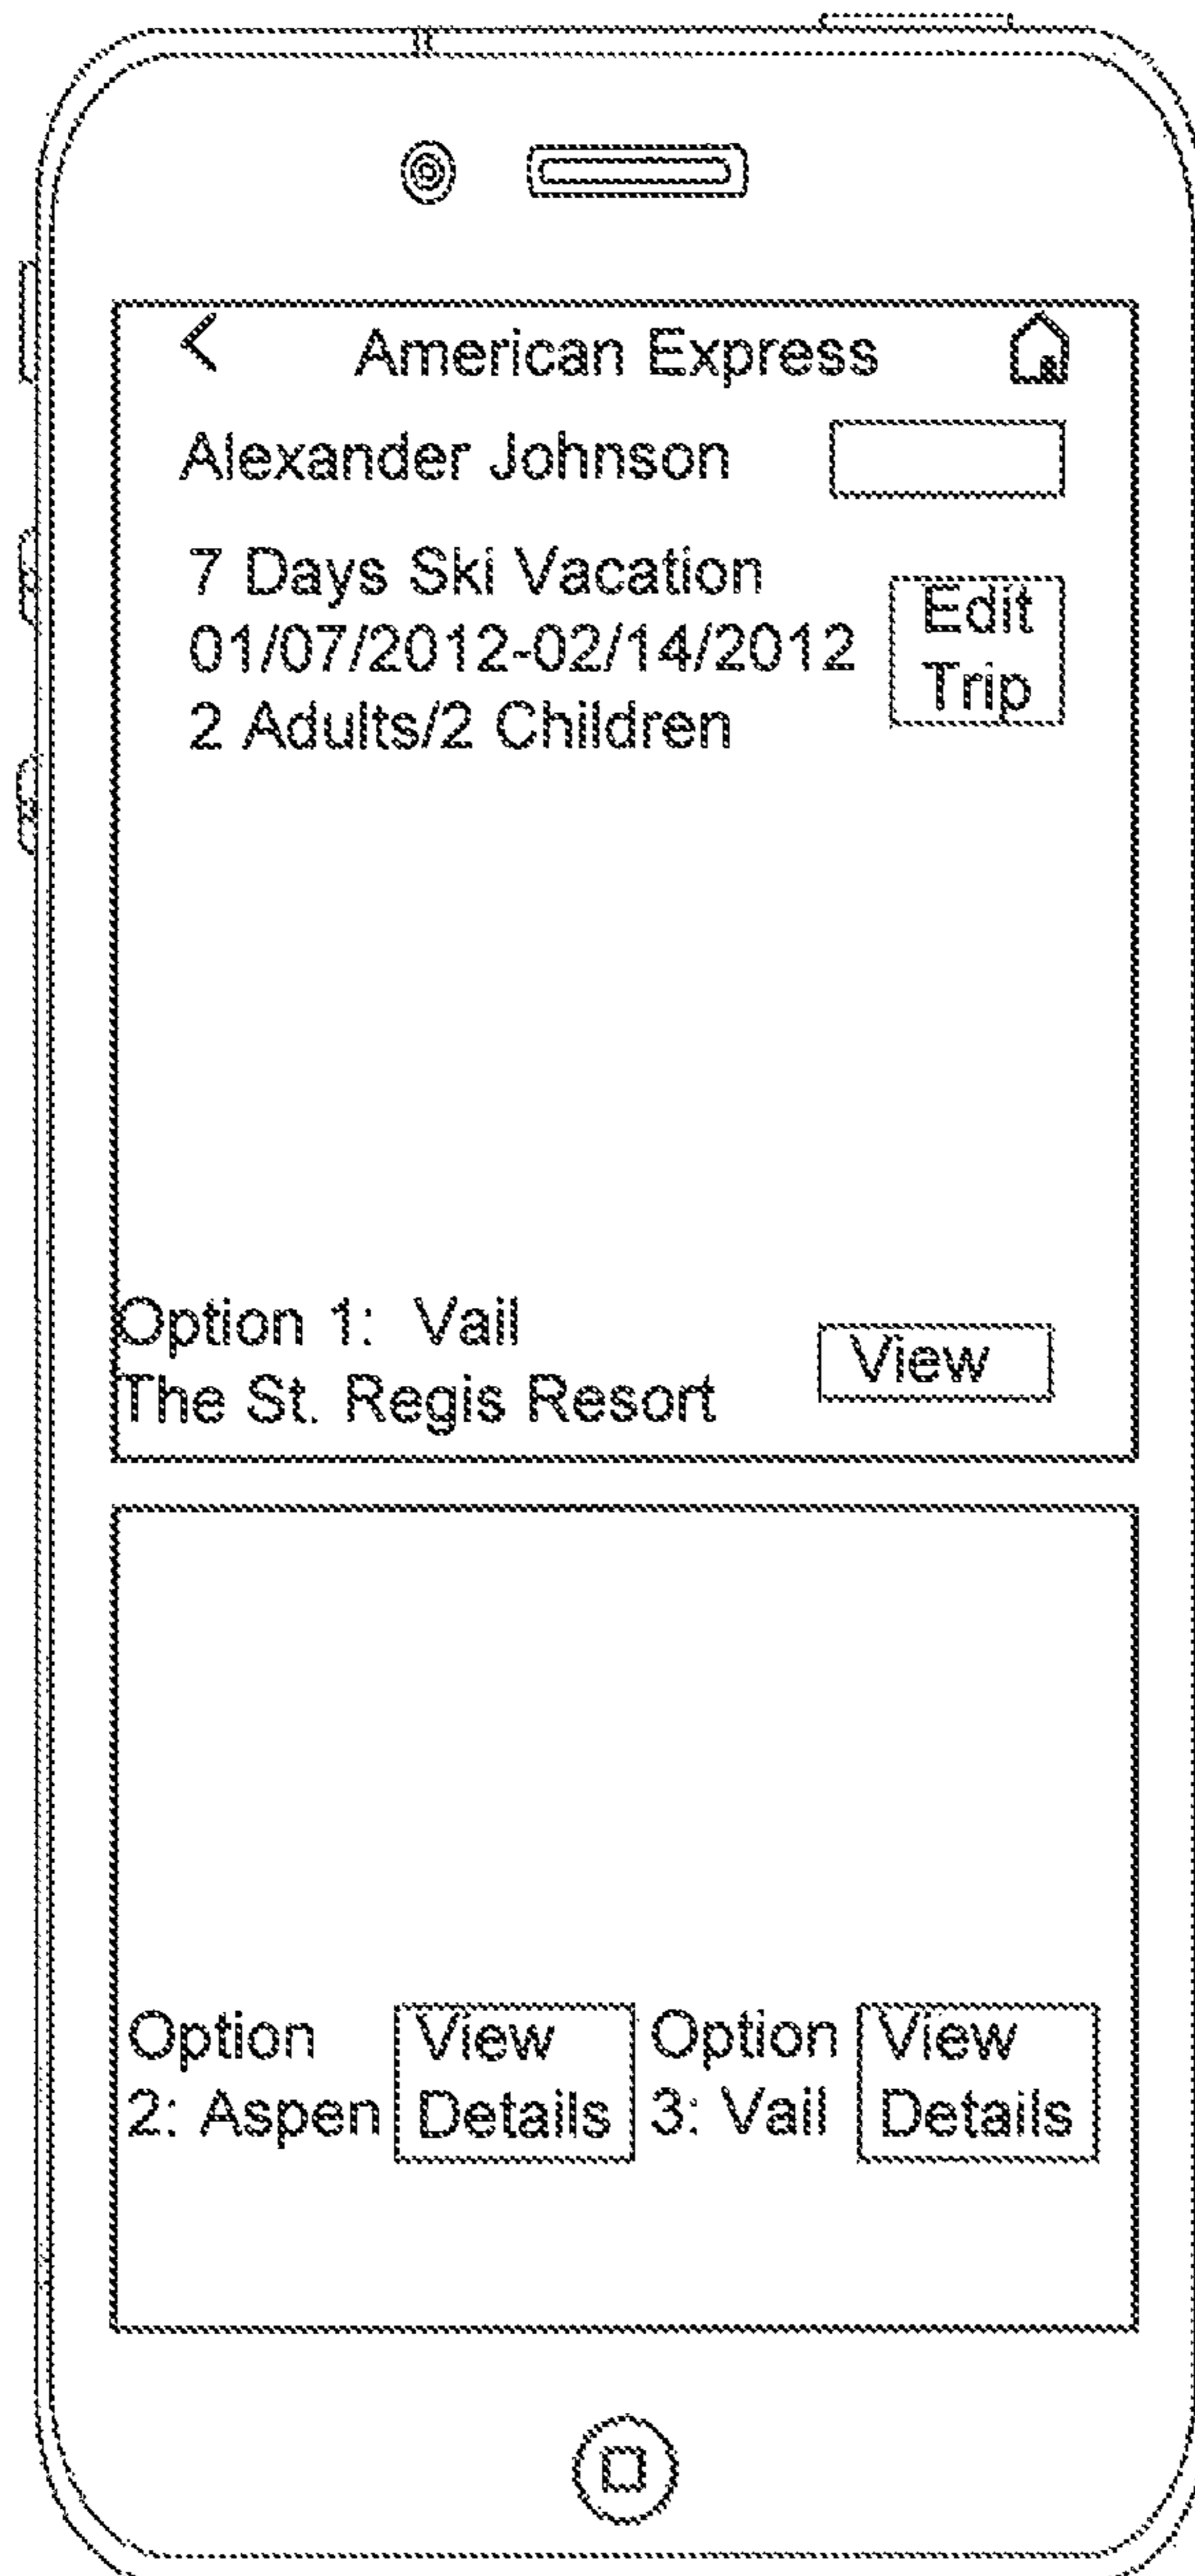 American Express
Alexander Johnson
7 Days Ski Vacation
01/07/2012-02/14/2012
2 Adults/2 Children
Edit
Trip
Option 1: Vail
The St. Regis Resort
View
Option
2: Aspen
View
Details
Option
3: Vail
View
Details